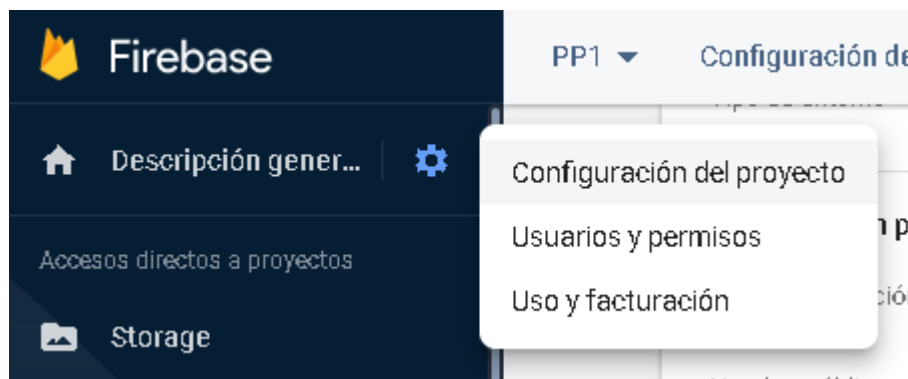 Firebase
PP1
Configuración de
Descripción gener...
Configuración del proyecto
Usuarios y permisos
Accesos directos a proyectos
Uso y facturación
Storage